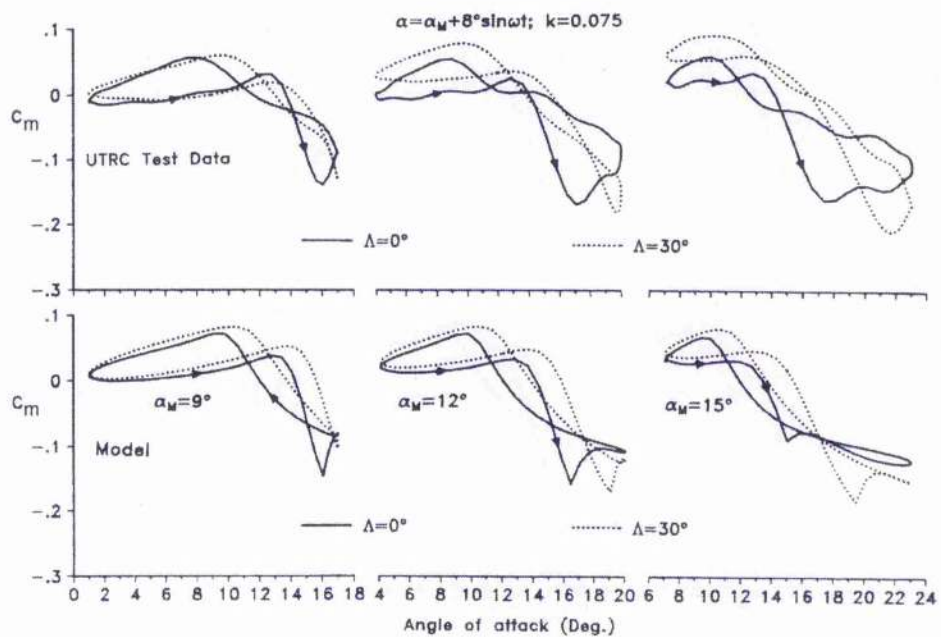 α=α_M+8°sinωt; k=0.075
.1
0
-.1
-.2
-.3
C_m
UTRC Test Data
Λ=0°
Λ=30°
.1
0
-.1
-.2
-.3
C_m
α_M=9°
α_M=12°
α_M=15°
Model
Λ=0°
Λ=30°
0 2 4 6 8 10 12 14 16 18
4 6 8 10 12 14 16 18 20
6 8 10 12 14 16 18 20 22 24
Angle of attack (Deg.)